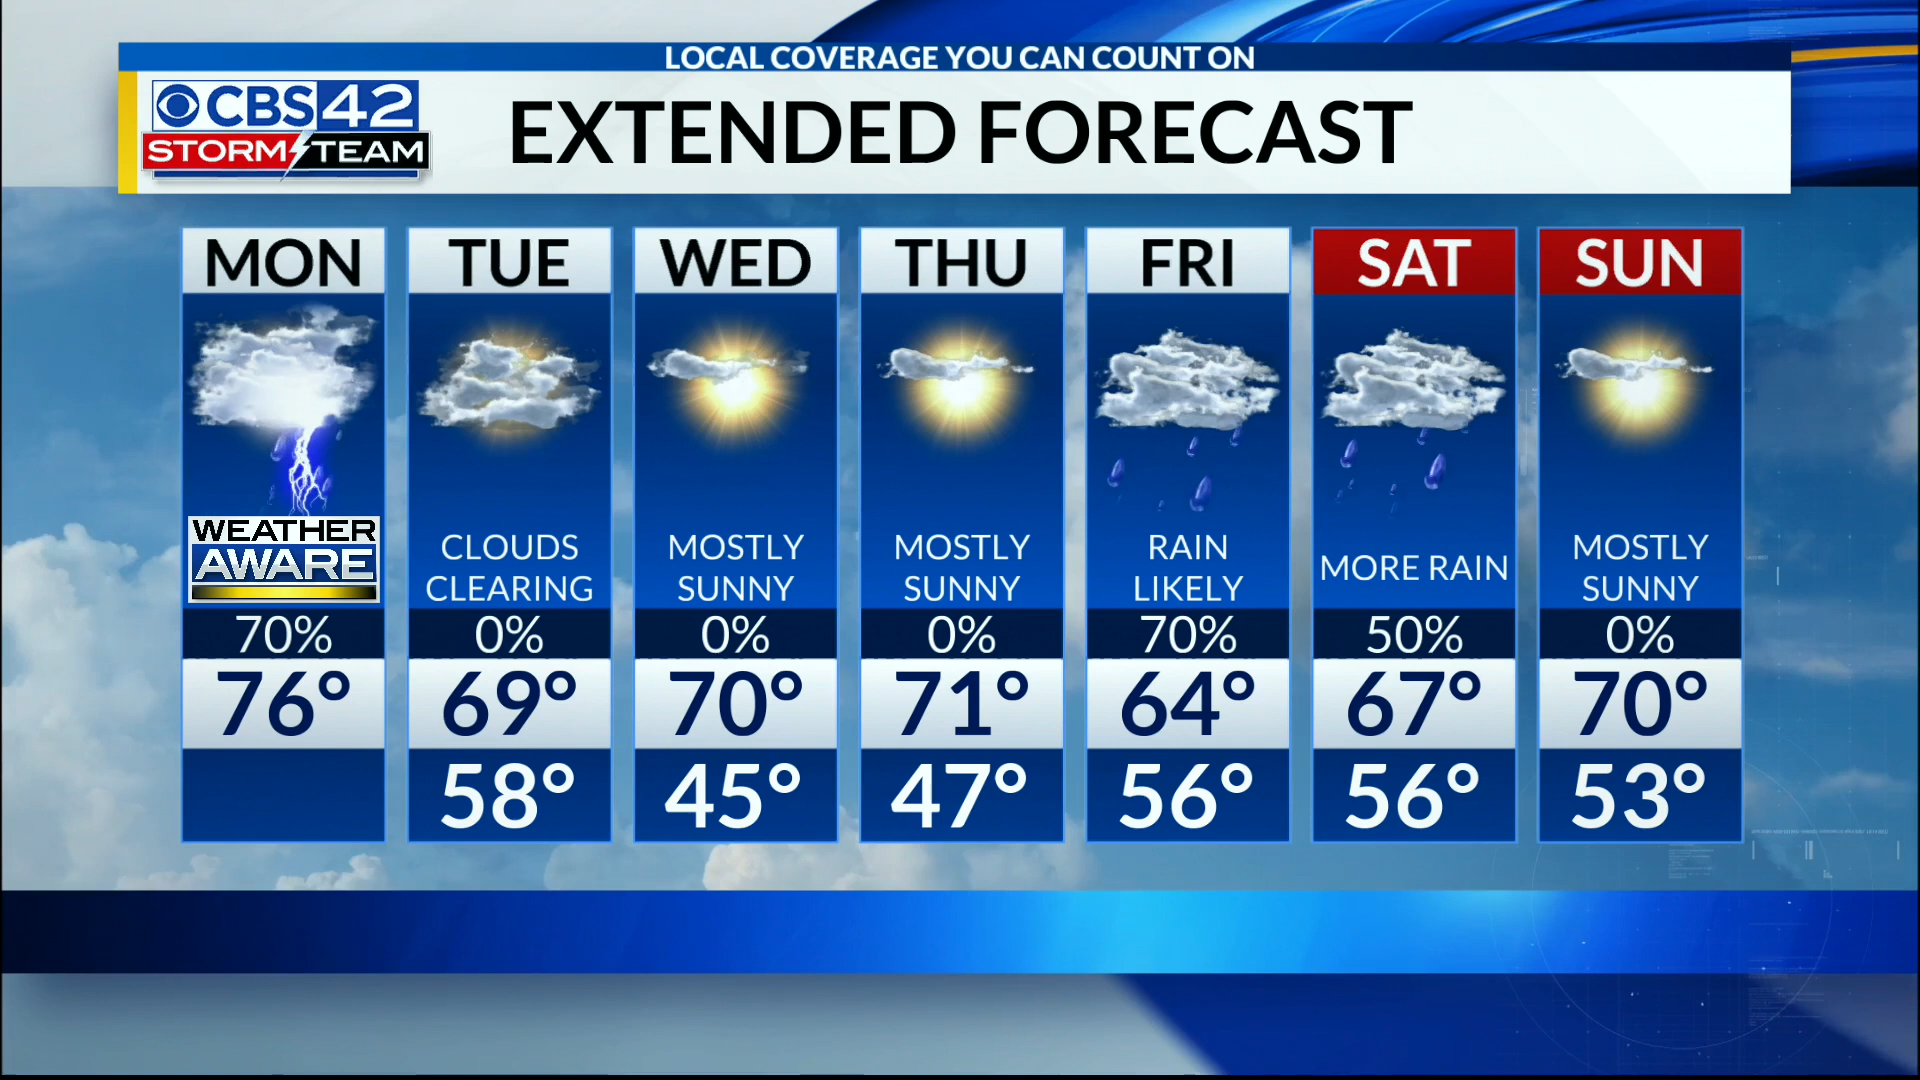 LOCAL COVERAGE YOU CAN COUNT ON
CBS 42
STORM TEAM
EXTENDED FORECAST
MON TUE WED THU FRI SAT SUN
WEATHER
AWARE
CLOUDS
CLEARING
MOSTLY
SUNNY
MOSTLY
SUNNY
RAIN
LIKELY
MORE RAIN
MOSTLY
SUNNY
70% 0% 0% 0% 70% 50% 0%
76° 69° 70° 71° 64° 67° 70°
58° 45° 47° 56° 56° 53°